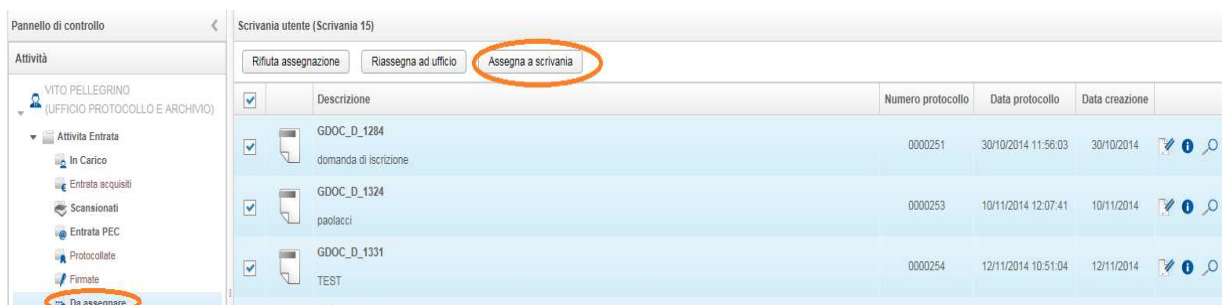 Pannello di controllo
Scrivania utente (Scrivania 15)
Attività
Rifiuta assegnazione Riassegna ad ufficio Assegna a scrivania
VITO PELLEGRINO
(UFFICIO PROTOCOLLO E ARCHIVIO)
Attivita Entrata
In Carico
Entrata acquisiti
Scansionati
Entrata PEC
Protocollate
Firmate
Da assegnare
Descrizione Numero protocollo Data protocollo Data creazione
GDOC_D_1284
domanda di iscrizione
0000251 30/10/2014 11:56:03 30/10/2014
GDOC_D_1324
paolacci
0000253 10/11/2014 12:07:41 10/11/2014
GDOC_D_1331
TEST
0000254 12/11/2014 10:51:04 12/11/2014